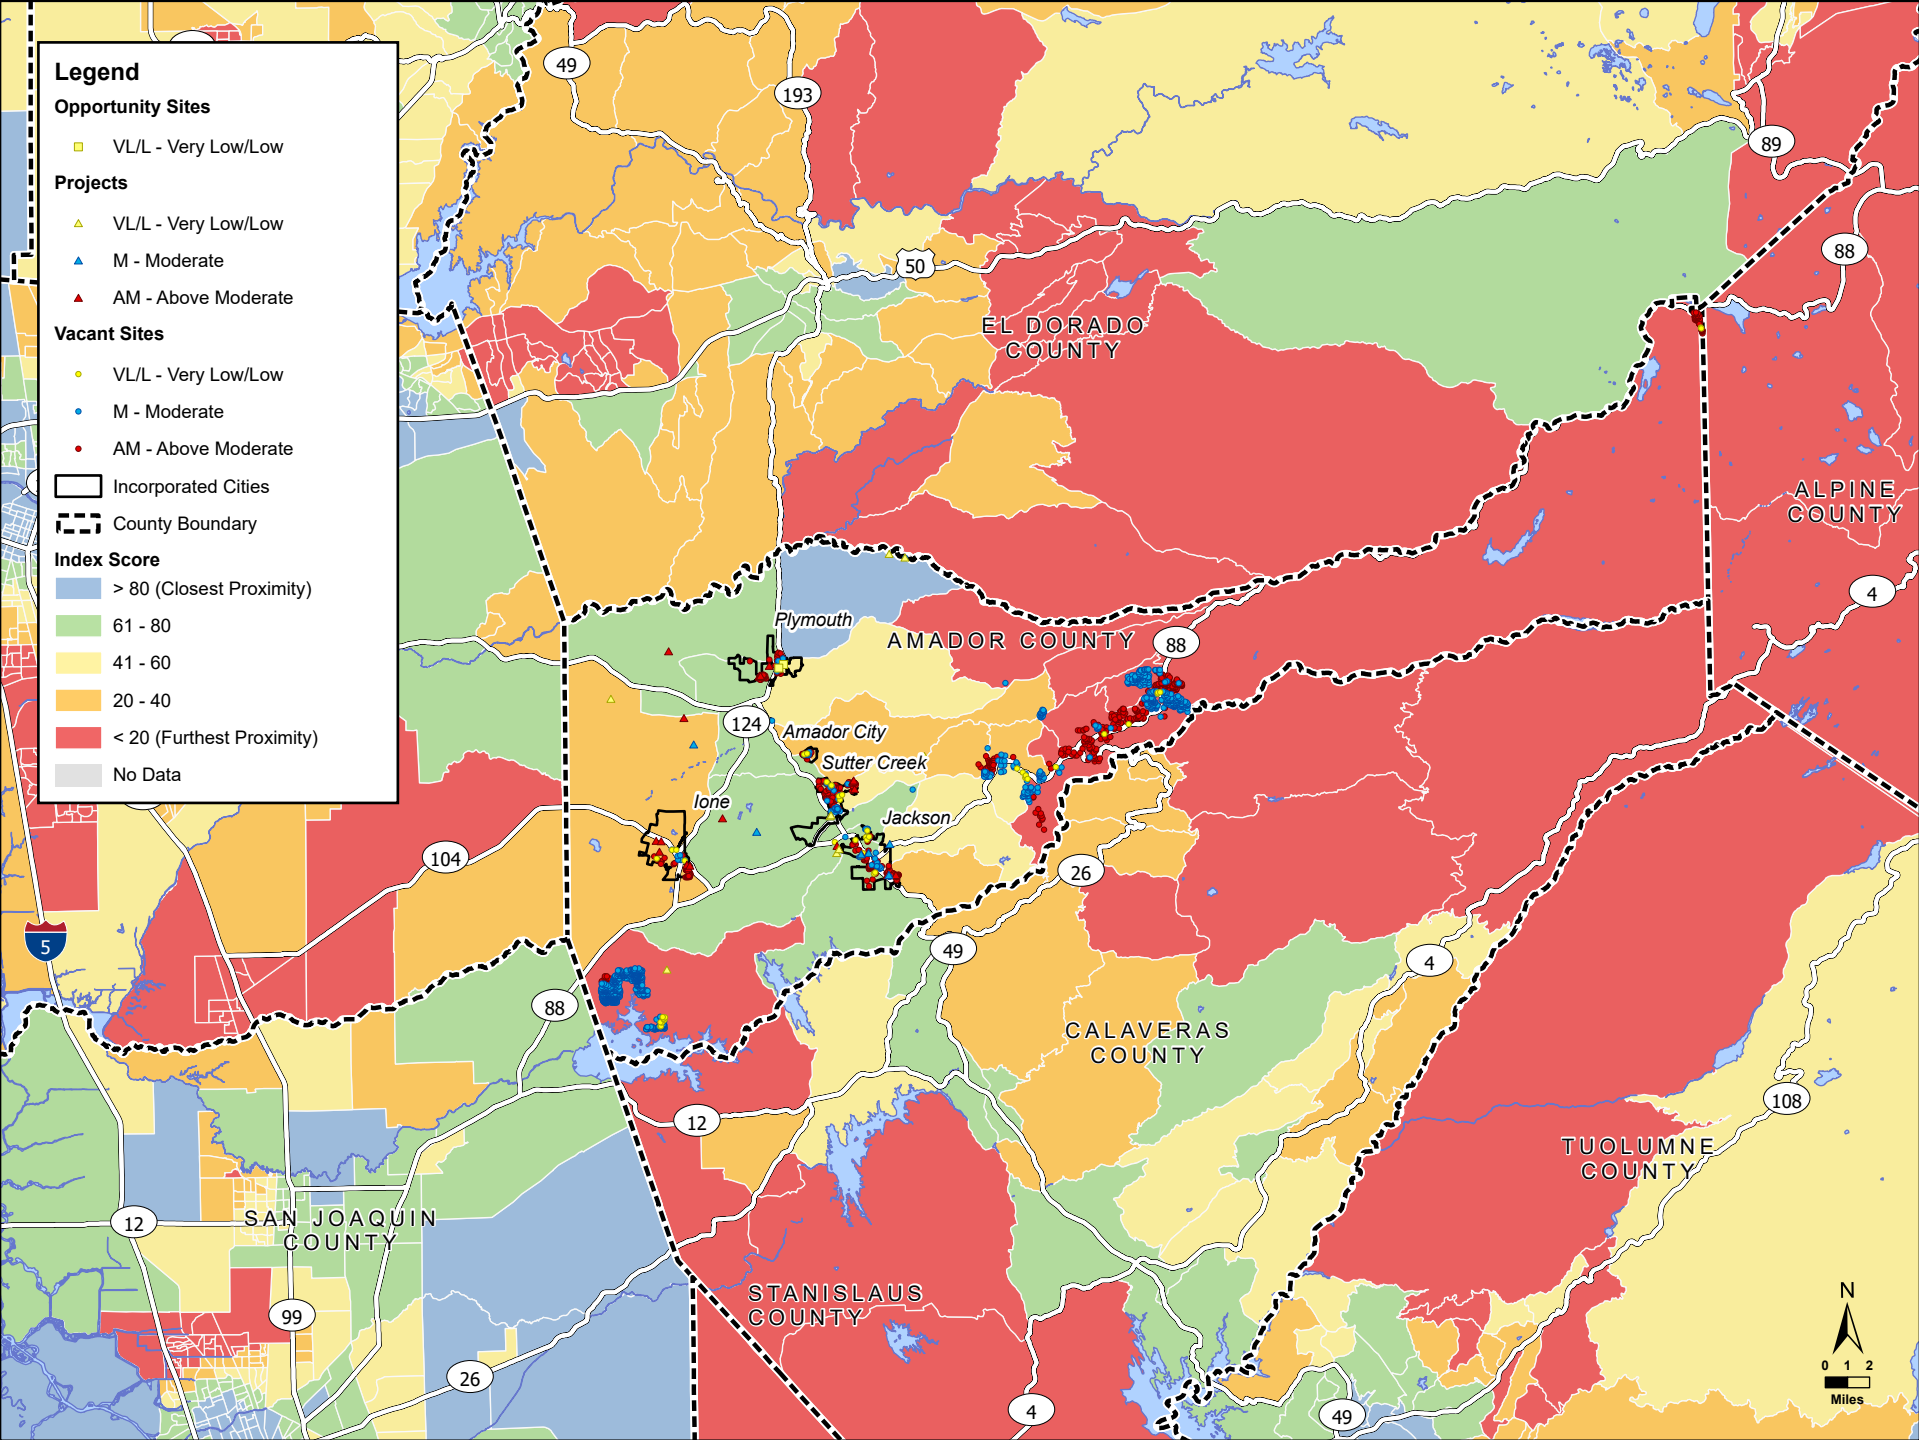 Legend
Opportunity Sites
VL/L - Very Low/Low
Projects
VL/L - Very Low/Low
M - Moderate
AM - Above Moderate
Vacant Sites
VL/L - Very Low/Low
M - Moderate
AM - Above Moderate
Incorporated Cities
County Boundary
Index Score
> 80 (Closest Proximity)
61 - 80
41 - 60
20 - 40
< 20 (Furthest Proximity)
No Data
49
193
89
88
50
EL DORADO
COUNTY
ALPINE
COUNTY
4
Plymouth
AMADOR COUNTY
88
124
Amador City
Sutter Creek
Ione
Jackson
104
26
5
49
4
88
CALAVERAS
COUNTY
12
108
TUOLUMNE
COUNTY
12
SAN JOAQUIN
COUNTY
STANISLAUS
COUNTY
99
26
4
49
N
0 1 2
Miles